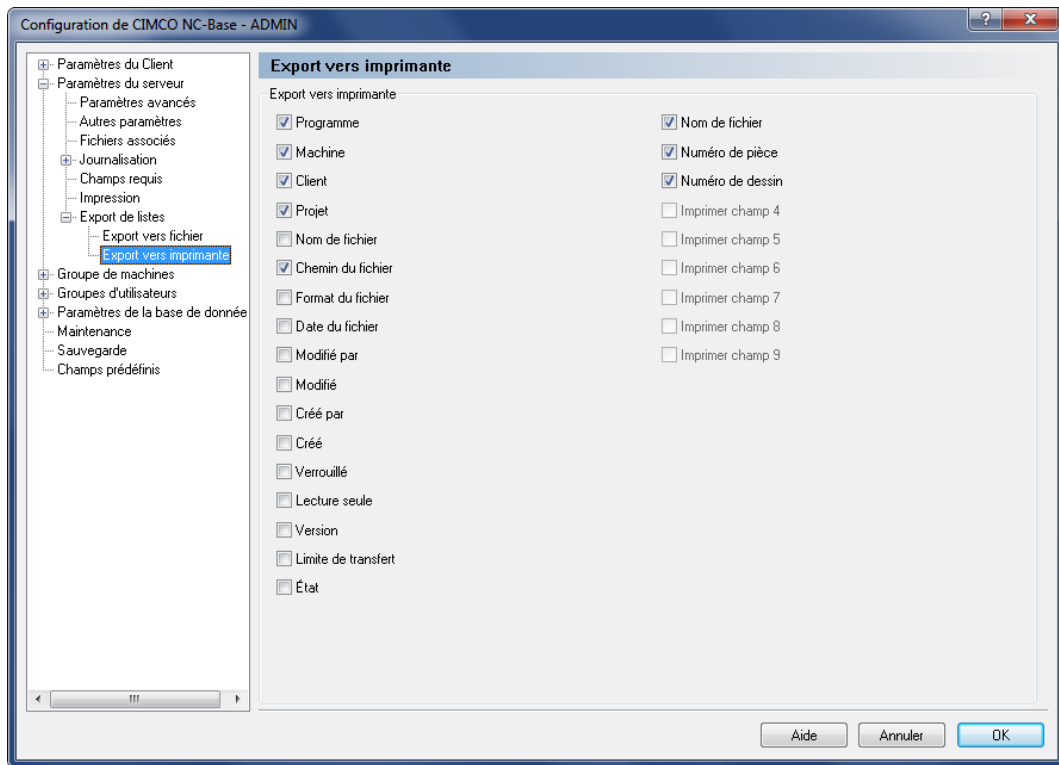 Configuration de CIMCO NC-Base - ADMIN
Paramètres du Client
Paramètres du serveur
Paramètres avancés
Autres paramètres
Fichiers associés
Journalisation
Champs requis
Impression
Export de listes
Export vers fichier
Export vers imprimante
Groupe de machines
Groupes d'utilisateurs
Paramètres de la base de donnée
Maintenance
Sauvegarde
Champs prédéfinis
Export vers imprimante
Export vers imprimante
Programme
Machine
Client
Projet
Nom de fichier
Chemin du fichier
Format du fichier
Date du fichier
Modifié par
Modifié
Créé par
Créé
Verrouillé
Lecture seule
Version
Limite de transfert
État
Nom de fichier
Numéro de pièce
Numéro de dessin
Imprimer champ 4
Imprimer champ 5
Imprimer champ 6
Imprimer champ 7
Imprimer champ 8
Imprimer champ 9
Aide
Annuler
OK